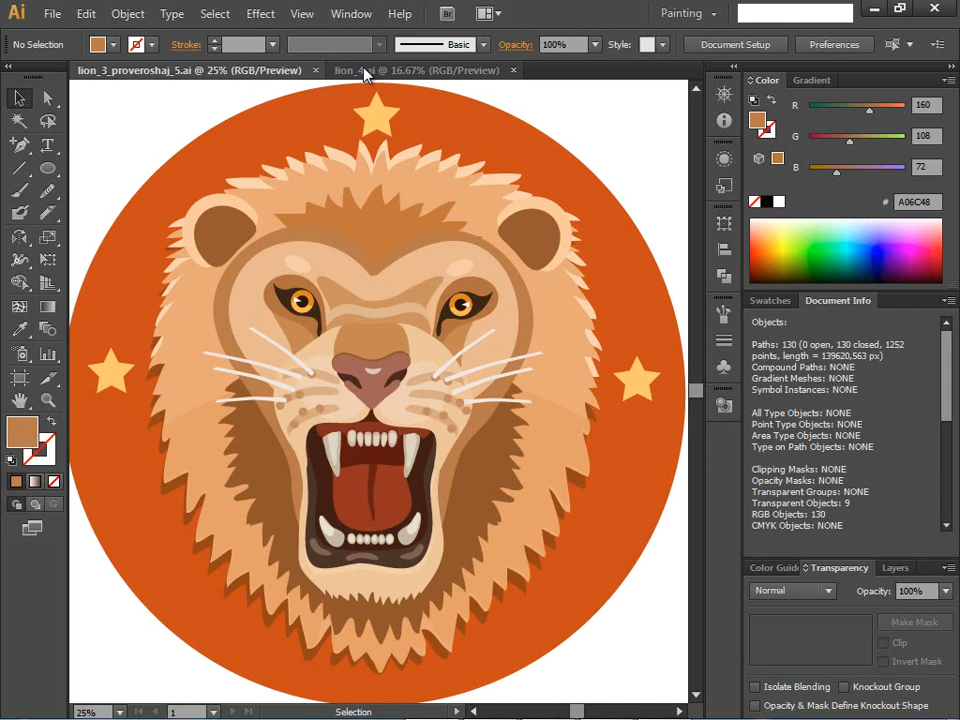 Ai File Edit Object Type Select Effect View Window Help Br Painting
No Selection Stroke: Basic Opacity: 100% Style: Document Setup Preferences
lion_3_proveroshaj_5.ai @ 25% (RGB/Preview) × @ 16.67% (RGB/Preview) ×
Color Gradient
R 160
G 108
B 72
# A06C48
Swatches Document Info
Objects:
Paths: 130 (0 open, 130 closed, 1252
points, length = 139620,563 px)
Compound Paths: NONE
Gradient Meshes: NONE
Symbol Instances: NONE
All Type Objects: NONE
Point Type Objects: NONE
Area Type Objects: NONE
Type on Path Objects: NONE
Clipping Masks: NONE
Opacity Masks: NONE
Transparent Groups: NONE
Transparent Objects: 9
RGB Objects: 130
CMYK Objects: NONE
Color Guide Transparency Layers
Normal Opacity: 100%
Make Mask
Clip
Invert Mask
Isolate Blending Knockout Group
Opacity & Mask Define Knockout Shape
25% 1 Selection